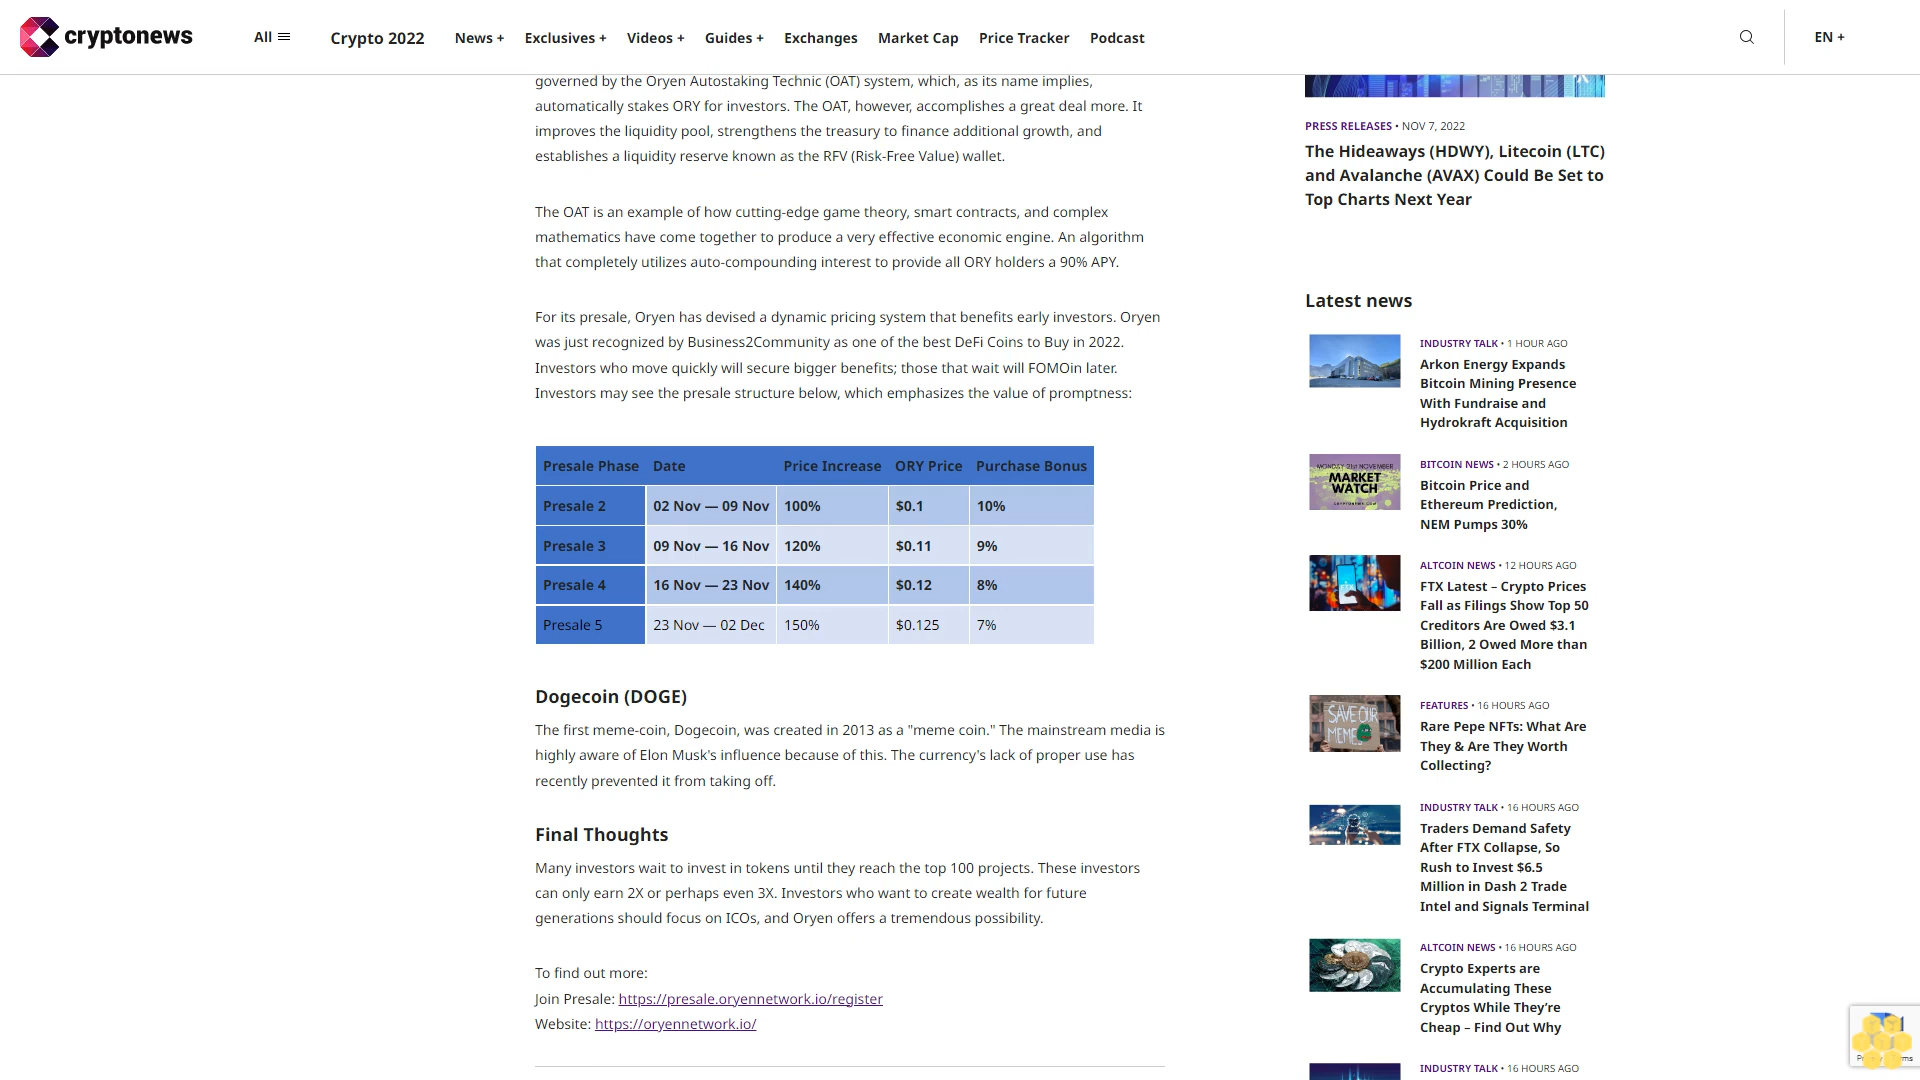 cryptonews
All
Crypto 2022
News +
Exclusives +
Videos +
Guides +
Exchanges
Market Cap
Price Tracker
Podcast
EN +
governed by the Oryen Autostaking Technic (OAT) system, which, as its name implies,
automatically stakes ORY for investors. The OAT, however, accomplishes a great deal more. It
improves the liquidity pool, strengthens the treasury to finance additional growth, and
establishes a liquidity reserve known as the RFV (Risk-Free Value) wallet.
The OAT is an example of how cutting-edge game theory, smart contracts, and complex
mathematics have come together to produce a very effective economic engine. An algorithm
that completely utilizes auto-compounding interest to provide all ORY holders a 90% APY.
For its presale, Oryen has devised a dynamic pricing system that benefits early investors. Oryen
was just recognized by Business2Community as one of the best DeFi Coins to Buy in 2022.
Investors who move quickly will secure bigger benefits; those that wait will FOMOin later.
Investors may see the presale structure below, which emphasizes the value of promptness:
Presale Phase Date Price Increase ORY Price Purchase Bonus
Presale 2 02 Nov — 09 Nov 100% $0.1 10%
Presale 3 09 Nov — 16 Nov 120% $0.11 9%
Presale 4 16 Nov — 23 Nov 140% $0.12 8%
Presale 5 23 Nov — 02 Dec 150% $0.125 7%
Dogecoin (DOGE)
The first meme-coin, Dogecoin, was created in 2013 as a "meme coin." The mainstream media is
highly aware of Elon Musk's influence because of this. The currency's lack of proper use has
recently prevented it from taking off.
Final Thoughts
Many investors wait to invest in tokens until they reach the top 100 projects. These investors
can only earn 2X or perhaps even 3X. Investors who want to create wealth for future
generations should focus on ICOs, and Oryen offers a tremendous possibility.
To find out more:
Join Presale: https://presale.oryennetwork.io/register
Website: https://oryennetwork.io/
PRESS RELEASES • NOV 7, 2022
The Hideaways (HDWY), Litecoin (LTC)
and Avalanche (AVAX) Could Be Set to
Top Charts Next Year
Latest news
INDUSTRY TALK • 1 HOUR AGO
Arkon Energy Expands
Bitcoin Mining Presence
With Fundraise and
Hydrokraft Acquisition
MONDAY 21st NOVEMBER
MARKET
WATCH
CRYPTONEWS.COM
BITCOIN NEWS • 2 HOURS AGO
Bitcoin Price and
Ethereum Prediction,
NEM Pumps 30%
ALTCOIN NEWS • 12 HOURS AGO
FTX Latest – Crypto Prices
Fall as Filings Show Top 50
Creditors Are Owed $3.1
Billion, 2 Owed More than
$200 Million Each
SAVE OUR
MEMES
FEATURES • 16 HOURS AGO
Rare Pepe NFTs: What Are
They & Are They Worth
Collecting?
INDUSTRY TALK • 16 HOURS AGO
Traders Demand Safety
After FTX Collapse, So
Rush to Invest $6.5
Million in Dash 2 Trade
Intel and Signals Terminal
ALTCOIN NEWS • 16 HOURS AGO
Crypto Experts are
Accumulating These
Cryptos While They’re
Cheap – Find Out Why
INDUSTRY TALK • 16 HOURS AGO